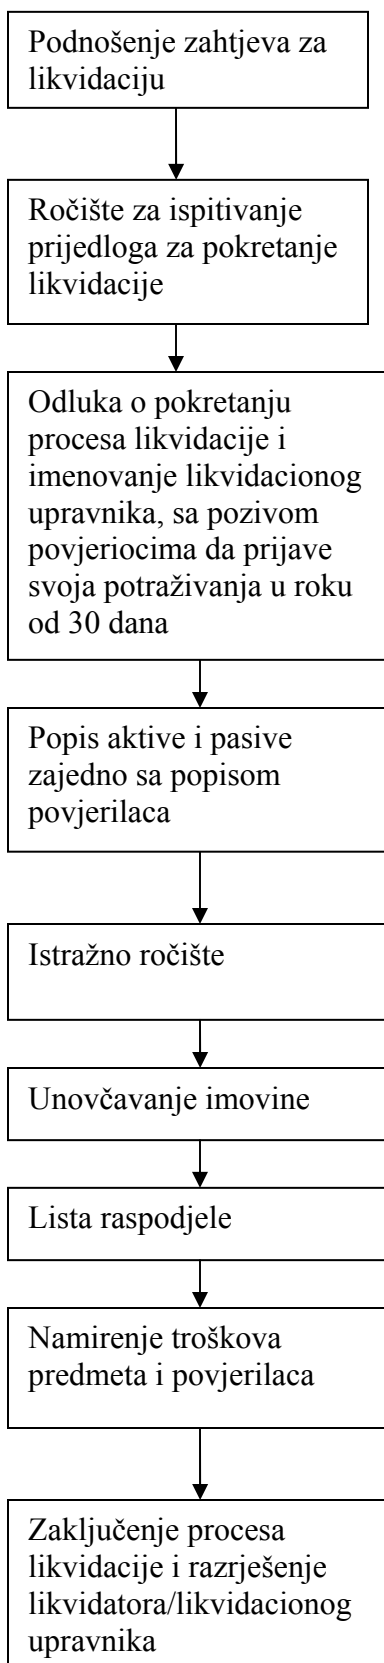 Podnošenje zahtjeva za
likvidaciju
Ročište za ispitivanje
prijedloga za pokretanje
likvidacije
Odluka o pokretanju
procesa likvidacije i
imenovanje likvidacionog
upravnika, sa pozivom
povjeriocima da prijave
svoja potraživanja u roku
od 30 dana
Popis aktive i pasive
zajedno sa popisom
povjerilaca
Istražno ročište
Unovčavanje imovine
Lista raspodjele
Namirenje troškova
predmeta i povjerilaca
Zaključenje procesa
likvidacije i razrješenje
likvidatora/likvidacionog
upravnika